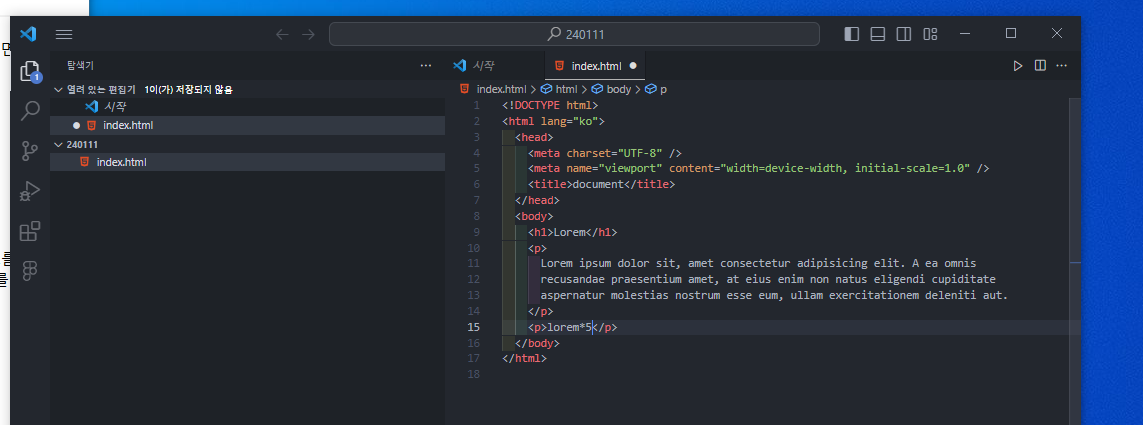 240111
탐색기
시작
index.html
열려 있는 편집기 1이(가) 저장되지 않음
시작
index.html
240111
index.html
index.html > html > body > p
1 <!DOCTYPE html>
2 <html lang="ko">
3 <head>
4 <meta charset="UTF-8" />
5 <meta name="viewport" content="width=device-width, initial-scale=1.0" />
6 <title>document</title>
7 </head>
8 <body>
9 <h1>Lorem</h1>
10 <p>
11 Lorem ipsum dolor sit, amet consectetur adipisicing elit. A ea omnis
12 recusandae praesentium amet, at eius enim non natus eligendi cupiditate
13 aspernatur molestias nostrum esse eum, ullam exercitationem deleniti aut.
14 </p>
15 <p>lorem*5</p>
16 </body>
17 </html>
18
1
를